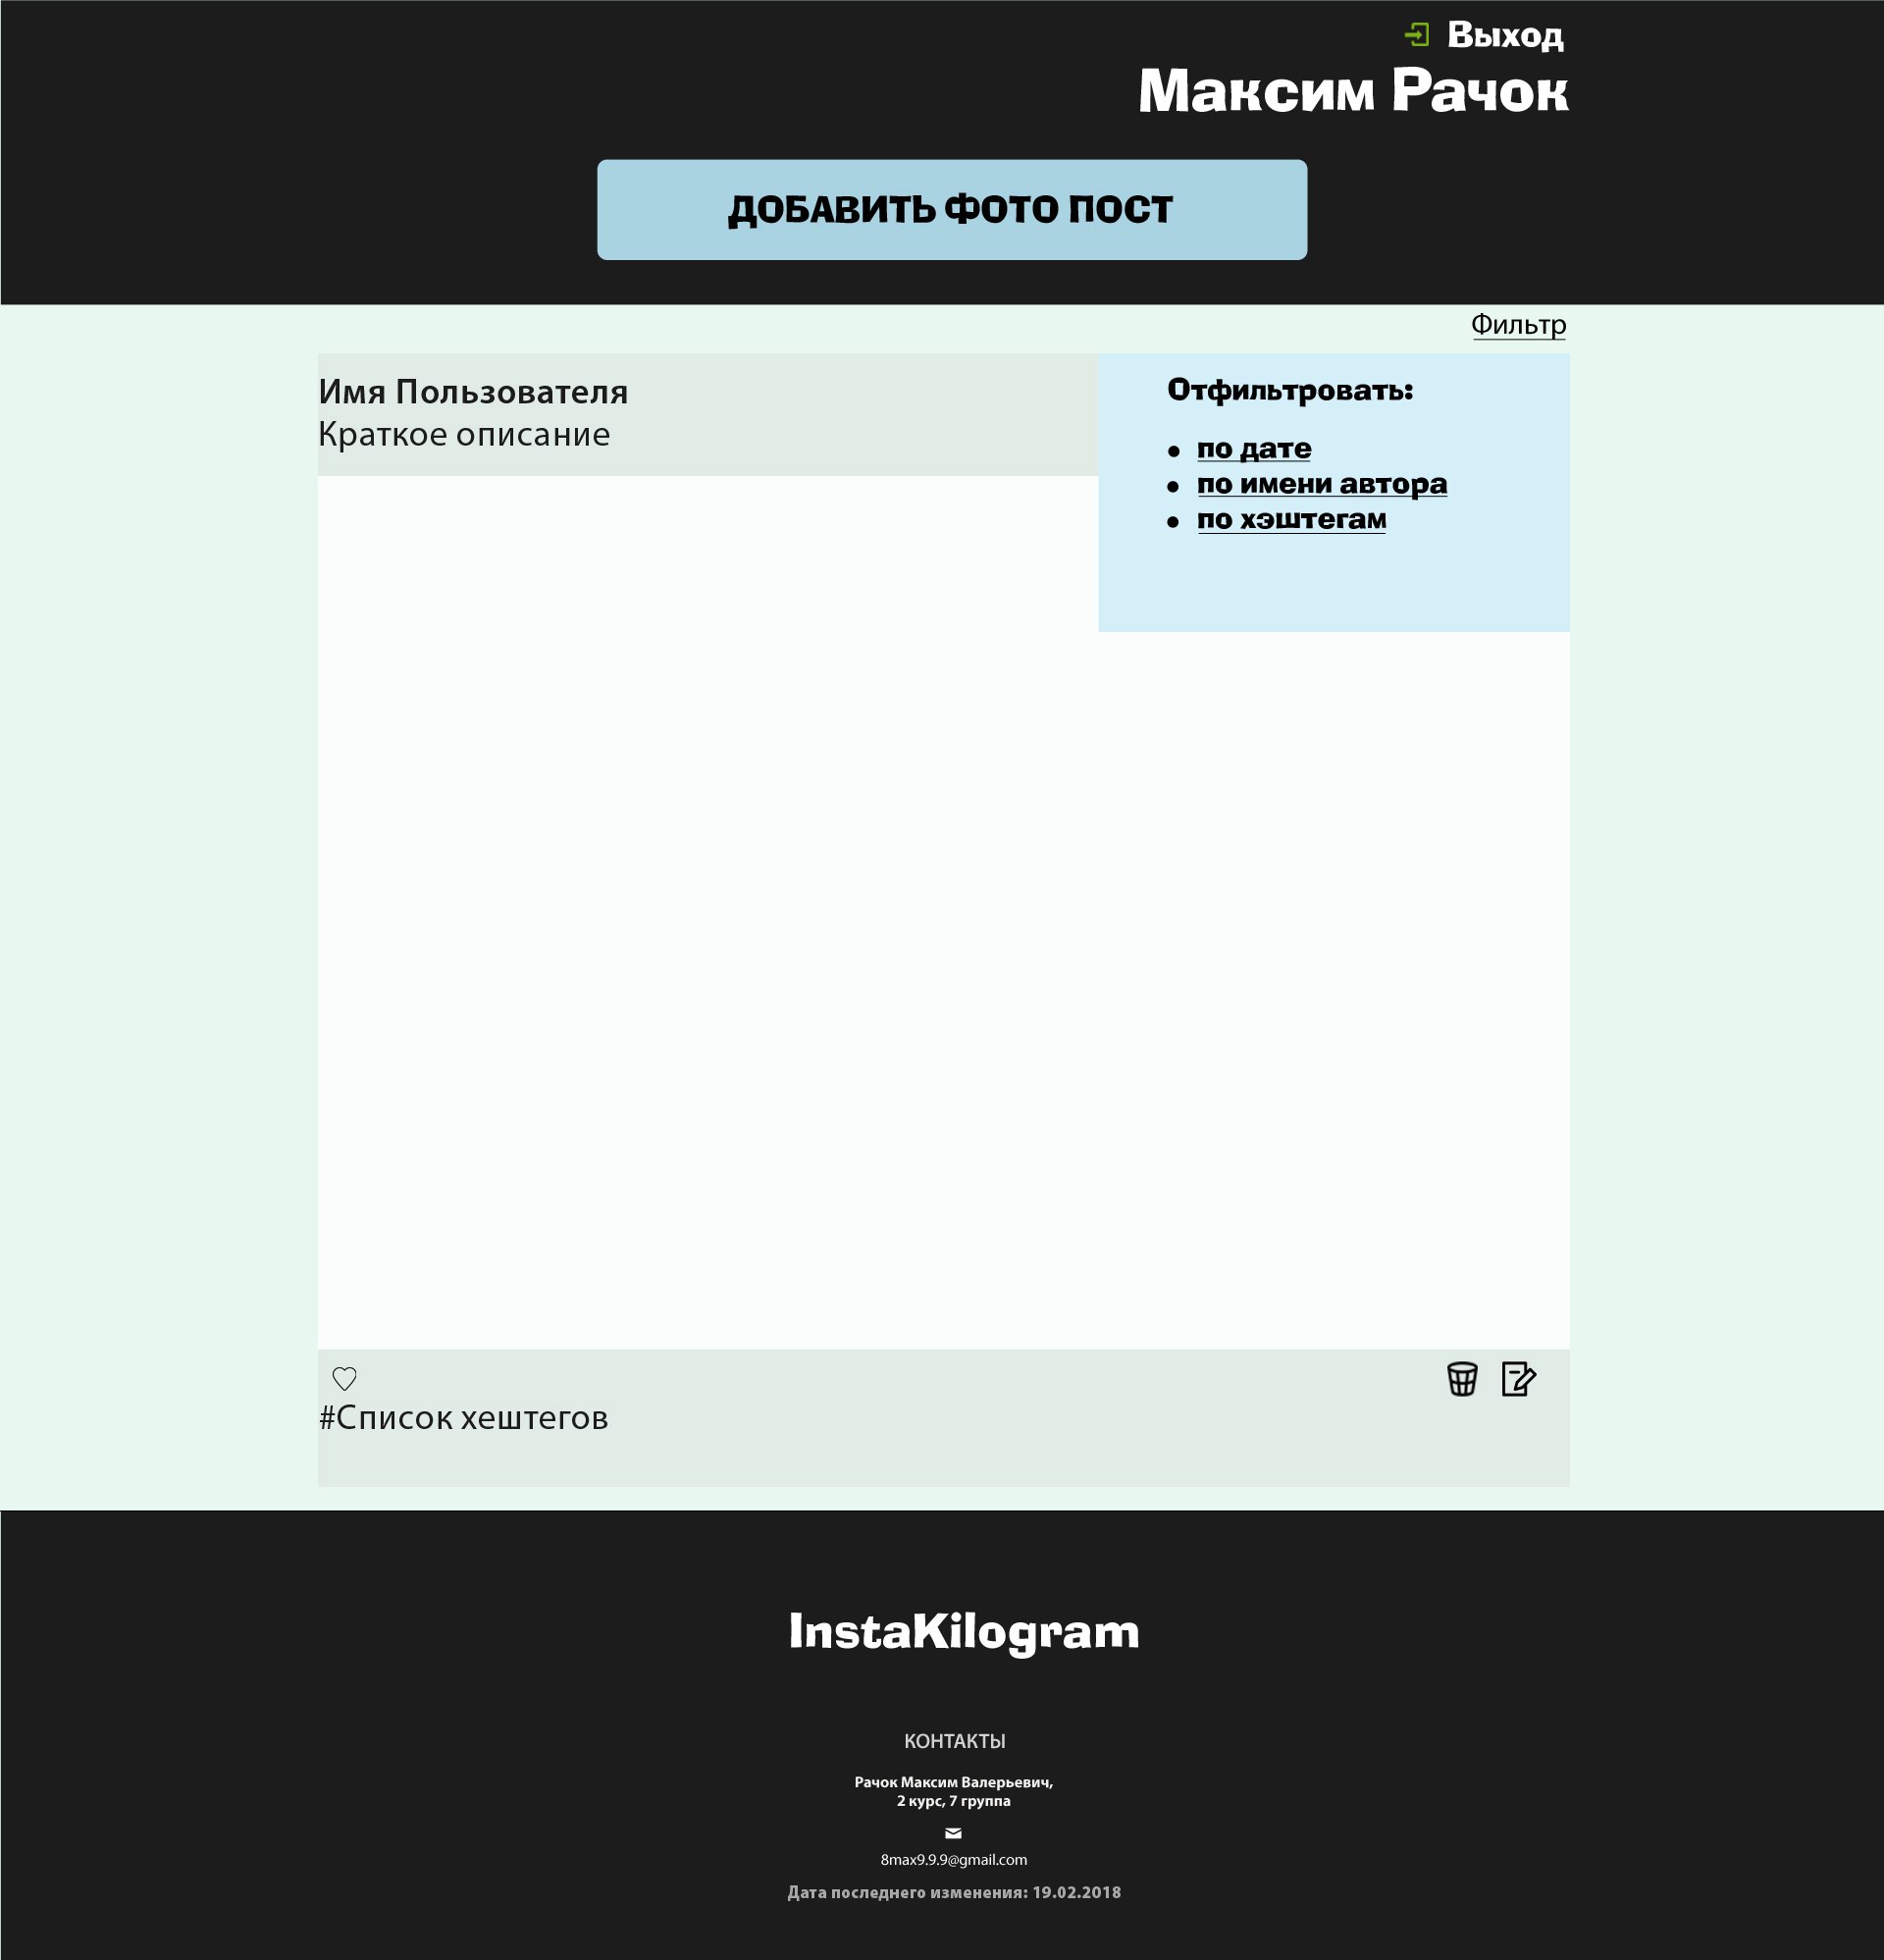 Выход
Максим Рачок
ДОБАВИТЬ ФОТО ПОСТ
Фильтр
Имя Пользователя
Краткое описание
Отфильтровать:
• по дате
• по имени автора
• по хэштегам
#Список хештегов
InstaKilogram
КОНТАКТЫ
Рачок Максим Валерьевич,
2 курс, 7 группа
8max9.9.9@gmail.com
Дата последнего изменения: 19.02.2018